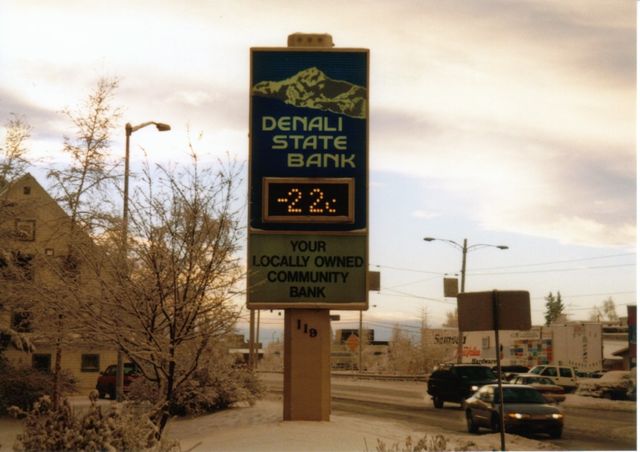 DENALI
STATE
BANK
-22c
YOUR
LOCALLY OWNED
COMMUNITY
BANK
119